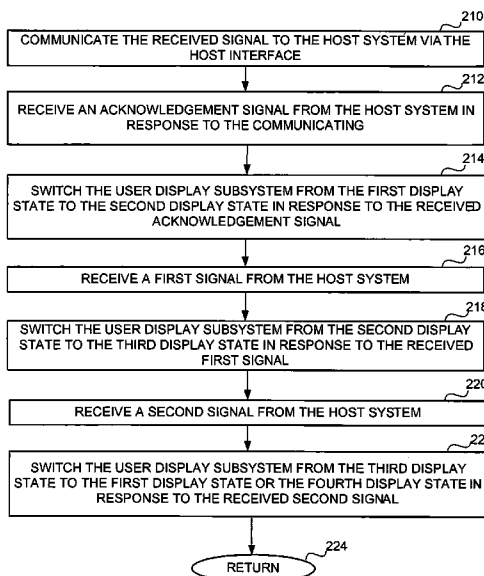 210
COMMUNICATE THE RECEIVED SIGNAL TO THE HOST SYSTEM VIA THE
HOST INTERFACE
212
RECEIVE AN ACKNOWLEDGEMENT SIGNAL FROM THE HOST SYSTEM IN
RESPONSE TO THE COMMUNICATING
214
SWITCH THE USER DISPLAY SUBSYSTEM FROM THE FIRST DISPLAY
STATE TO THE SECOND DISPLAY STATE IN RESPONSE TO THE RECEIVED
ACKNOWLEDGEMENT SIGNAL
216
RECEIVE A FIRST SIGNAL FROM THE HOST SYSTEM
218
SWITCH THE USER DISPLAY SUBSYSTEM FROM THE SECOND DISPLAY
STATE TO THE THIRD DISPLAY STATE IN RESPONSE TO THE RECEIVED
FIRST SIGNAL
220
RECEIVE A SECOND SIGNAL FROM THE HOST SYSTEM
22
SWITCH THE USER DISPLAY SUBSYSTEM FROM THE THIRD DISPLAY
STATE TO THE FIRST DISPLAY STATE OR THE FOURTH DISPLAY STATE IN
RESPONSE TO THE RECEIVED SECOND SIGNAL
224
RETURN